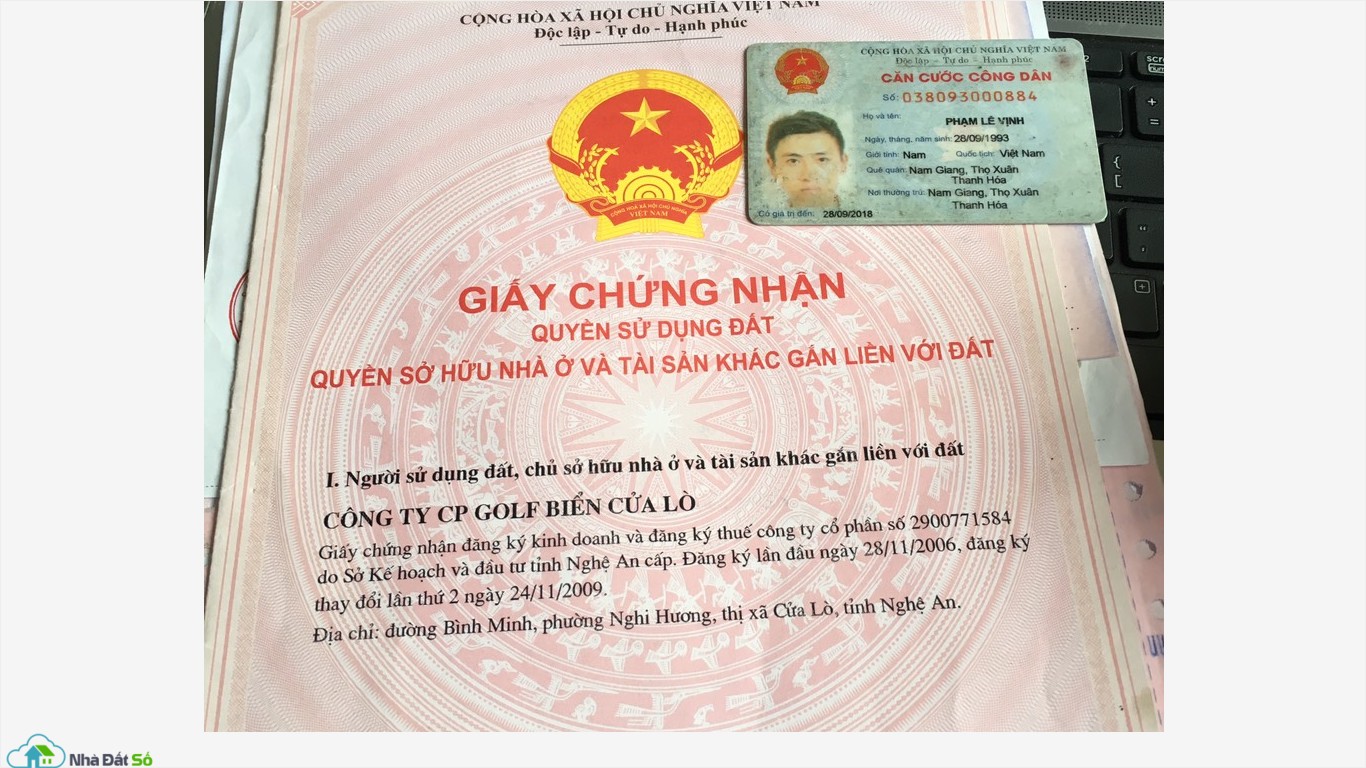 CỘNG HÒA XÃ HỘI CHỦ NGHĨA VIỆT NAM
Độc lập - Tự do - Hạnh phúc
CỘNG HÒA XÃ HỘI CHỦ NGHĨA
VIỆT NAM
GIẤY CHỨNG NHẬN
QUYỀN SỬ DỤNG ĐẤT
QUYỀN SỞ HỮU NHÀ Ở VÀ TÀI SẢN KHÁC GẮN LIỀN VỚI ĐẤT
I. Người sử dụng đất, chủ sở hữu nhà ở và tài sản khác gắn liền với đất
CÔNG TY CP GOLF BIỂN CỬA LÒ
Giấy chứng nhận đăng ký kinh doanh và đăng ký thuế công ty cổ phần số 2900771584
do Sở Kế hoạch và đầu tư tỉnh Nghệ An cấp. Đăng ký lần đầu ngày 28/11/2006, đăng ký
thay đổi lần thứ 2 ngày 24/11/2009.
Địa chỉ: đường Bình Minh, phường Nghi Hương, thị xã Cửa Lò, tỉnh Nghệ An.
CỘNG HÒA XÃ HỘI CHỦ NGHĨA VIỆT NAM
Độc lập - Tự do - Hạnh phúc
CĂN CƯỚC CÔNG DÂN
Số: 038093000884
Họ và tên: PHẠM LÊ VỊNH
Ngày, tháng, năm sinh: 28/09/1993
Giới tính: Nam Quốc tịch: Việt Nam
Quê quán: Nam Giang, Thọ Xuân
Thanh Hóa
Nơi thường trú: Nam Giang, Thọ Xuân
Thanh Hóa
Có giá trị đến: 28/09/2018
Nhà Đất Số